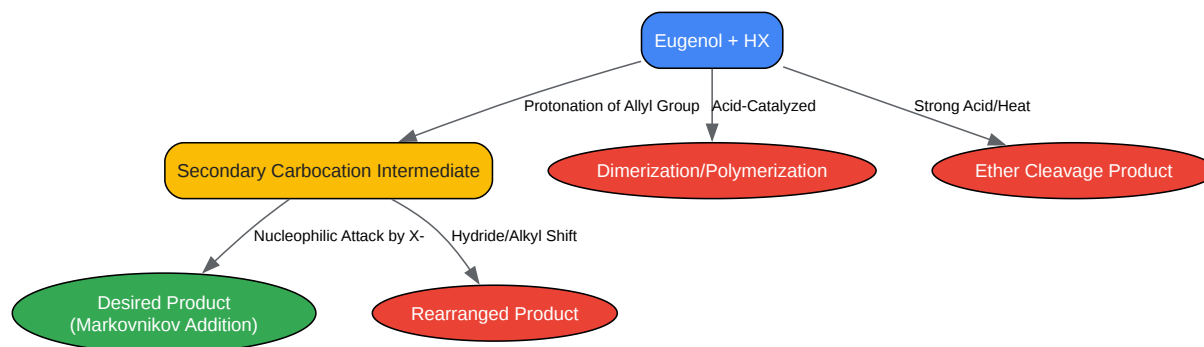 Eugenol + HX
Protonation of Allyl Group
Acid-Catalyzed
Strong Acid/Heat
Secondary Carbocation Intermediate
Dimerization/Polymerization
Ether Cleavage Product
Nucleophilic Attack by X-
Hydride/Alkyl Shift
Desired Product
(Markovnikov Addition)
Rearranged Product